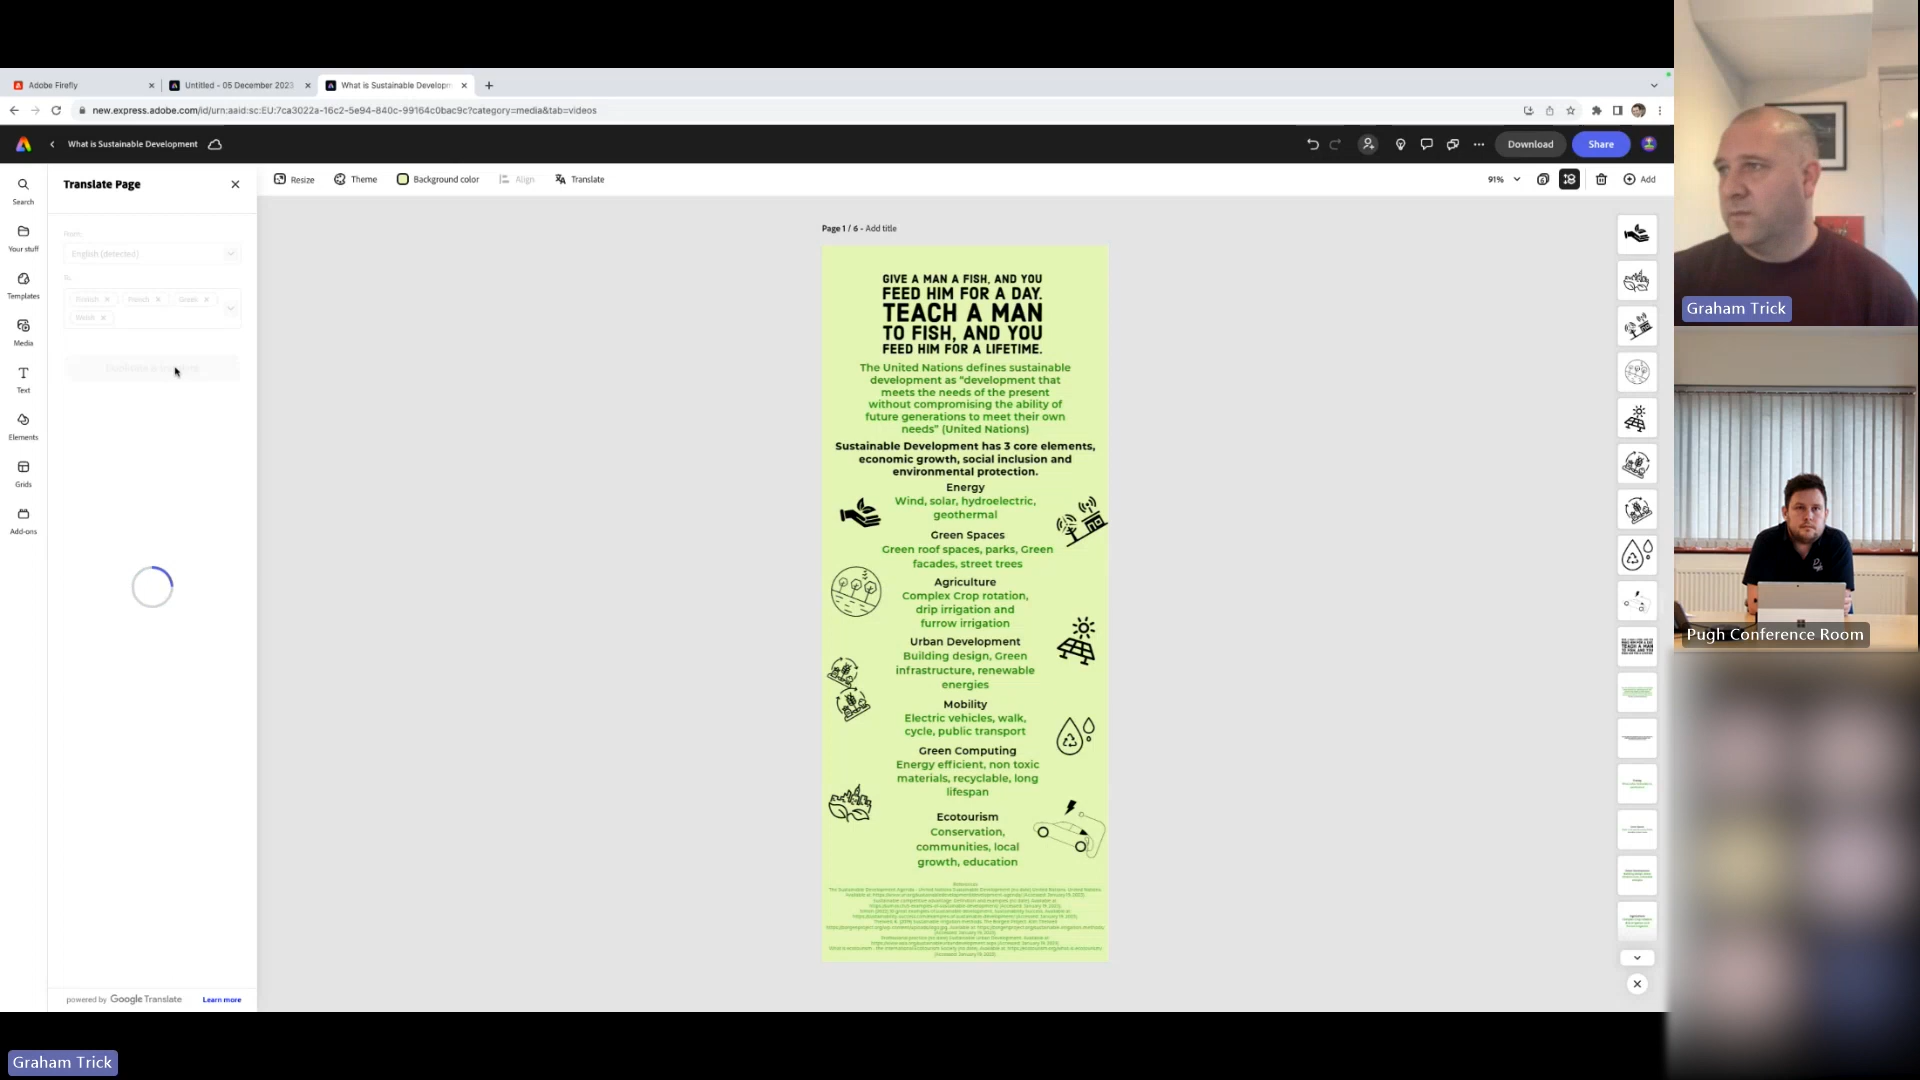 Adobe Firefly
Untitled - 05 December 2023
What is Sustainable Developm
new.express.adobe.com/id/urn:aaid:sc:EU:7ca3022a-16c2-5e94-840c-99164c0bac9c?category=media&tab=videos
What is Sustainable Development
Download
Share
Translate Page
Resize
Theme
Background color
Align
Translate
91%
Add
Search
Your stuff
Templates
Media
Text
Elements
Grids
Add-ons
From:
English (detected)
To:
French
Greek
Welsh
powered by Google Translate
Learn more
Page 1 / 6 - Add title
GIVE A MAN A FISH, AND YOU
FEED HIM FOR A DAY.
TEACH A MAN
TO FISH, AND YOU
FEED HIM FOR A LIFETIME.
The United Nations defines sustainable
development as "development that
meets the needs of the present
without compromising the ability of
future generations to meet their own
needs" (United Nations)
Sustainable Development has 3 core elements,
economic growth, social inclusion and
environmental protection.
Energy
Wind, solar, hydroelectric,
geothermal
Green Spaces
Green roof spaces, parks, Green
facades, street trees
Agriculture
Complex Crop rotation,
drip irrigation and
furrow irrigation
Urban Development
Building design, Green
infrastructure, renewable
energies
Mobility
Electric vehicles, walk,
cycle, public transport
Green Computing
Energy efficient, non toxic
materials, recyclable, long
lifespan
Ecotourism
Conservation,
communities, local
growth, education
Graham Trick
Pugh Conference Room
Graham Trick